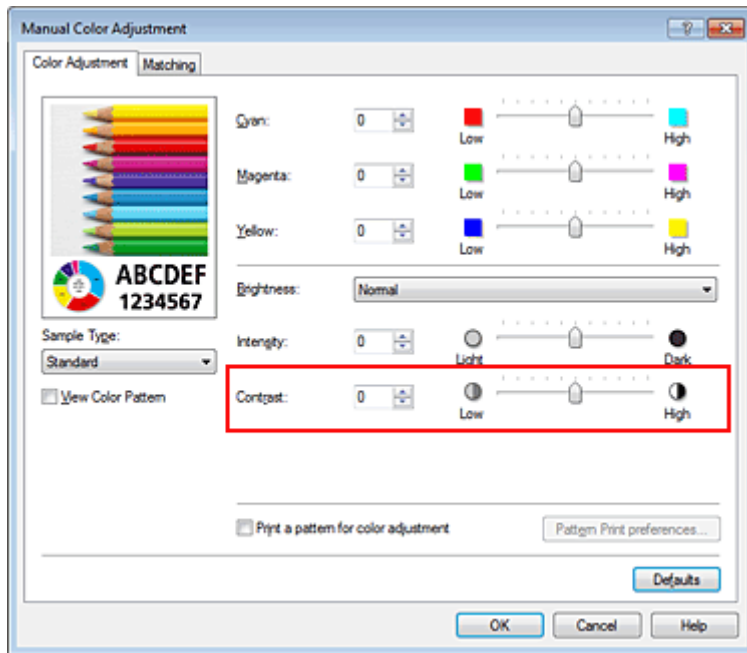 Manual Color Adjustment
Color Adjustment Matching
Cyan: 0 Low High
Magenta: 0 Low High
Yellow: 0 Low High
ABCDEF
1234567
Brightness: Normal
Sample Type:
Standard
Intensity: 0 Light Dark
View Color Pattern
Contrast: 0 Low High
Print a pattern for color adjustment Pattern Print preferences...
Defaults
OK Cancel Help